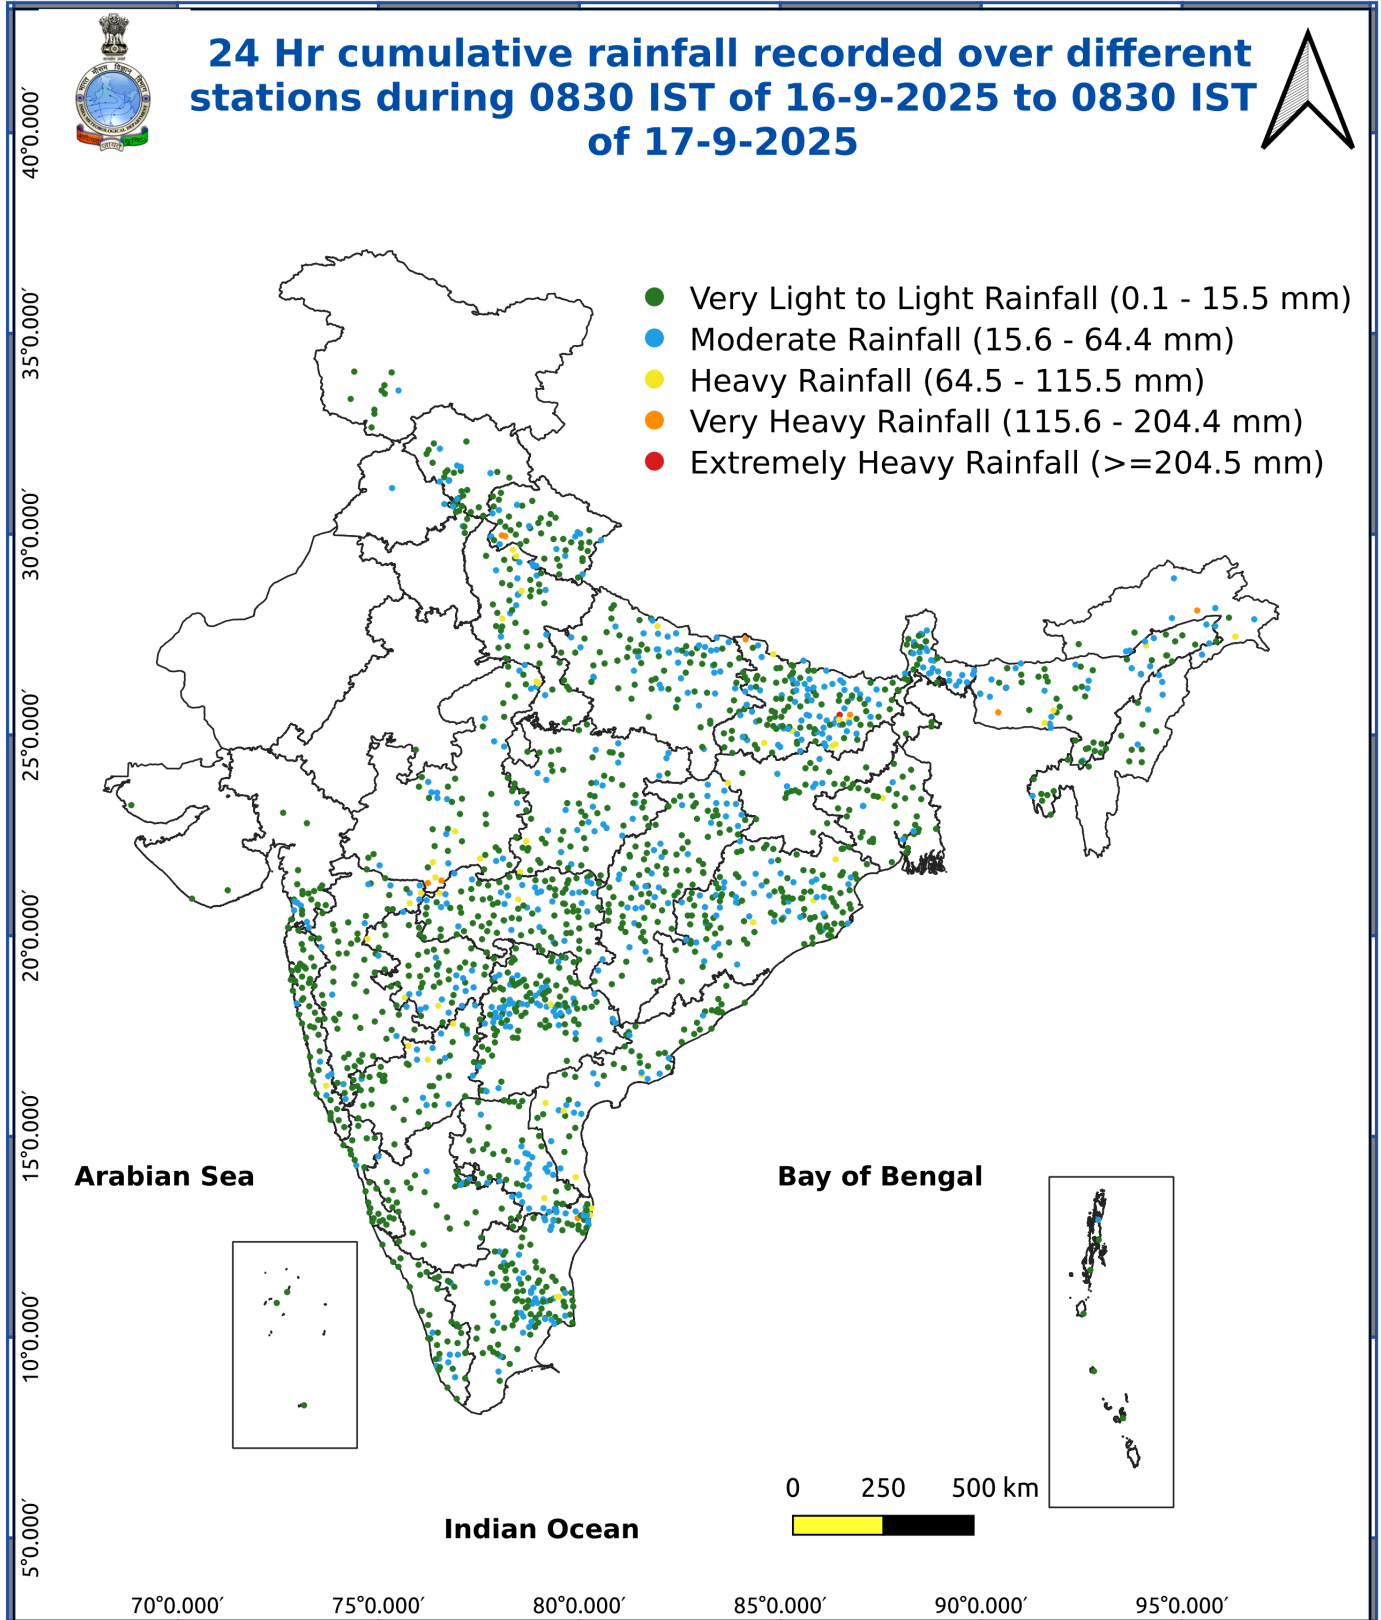 24 Hr cumulative rainfall recorded over different
stations during 0830 IST of 16-9-2025 to 0830 IST
of 17-9-2025
Very Light to Light Rainfall (0.1 - 15.5 mm)
Moderate Rainfall (15.6 - 64.4 mm)
Heavy Rainfall (64.5 - 115.5 mm)
Very Heavy Rainfall (115.6 - 204.4 mm)
Extremely Heavy Rainfall (>=204.5 mm)
40°0.000′
35°0.000′
30°0.000′
25°0.000′
20°0.000′
15°0.000′
10°0.000′
5°0.000′
Arabian Sea
Bay of Bengal
Indian Ocean
0 250 500 km
70°0.000′ 75°0.000′ 80°0.000′ 85°0.000′ 90°0.000′ 95°0.000′